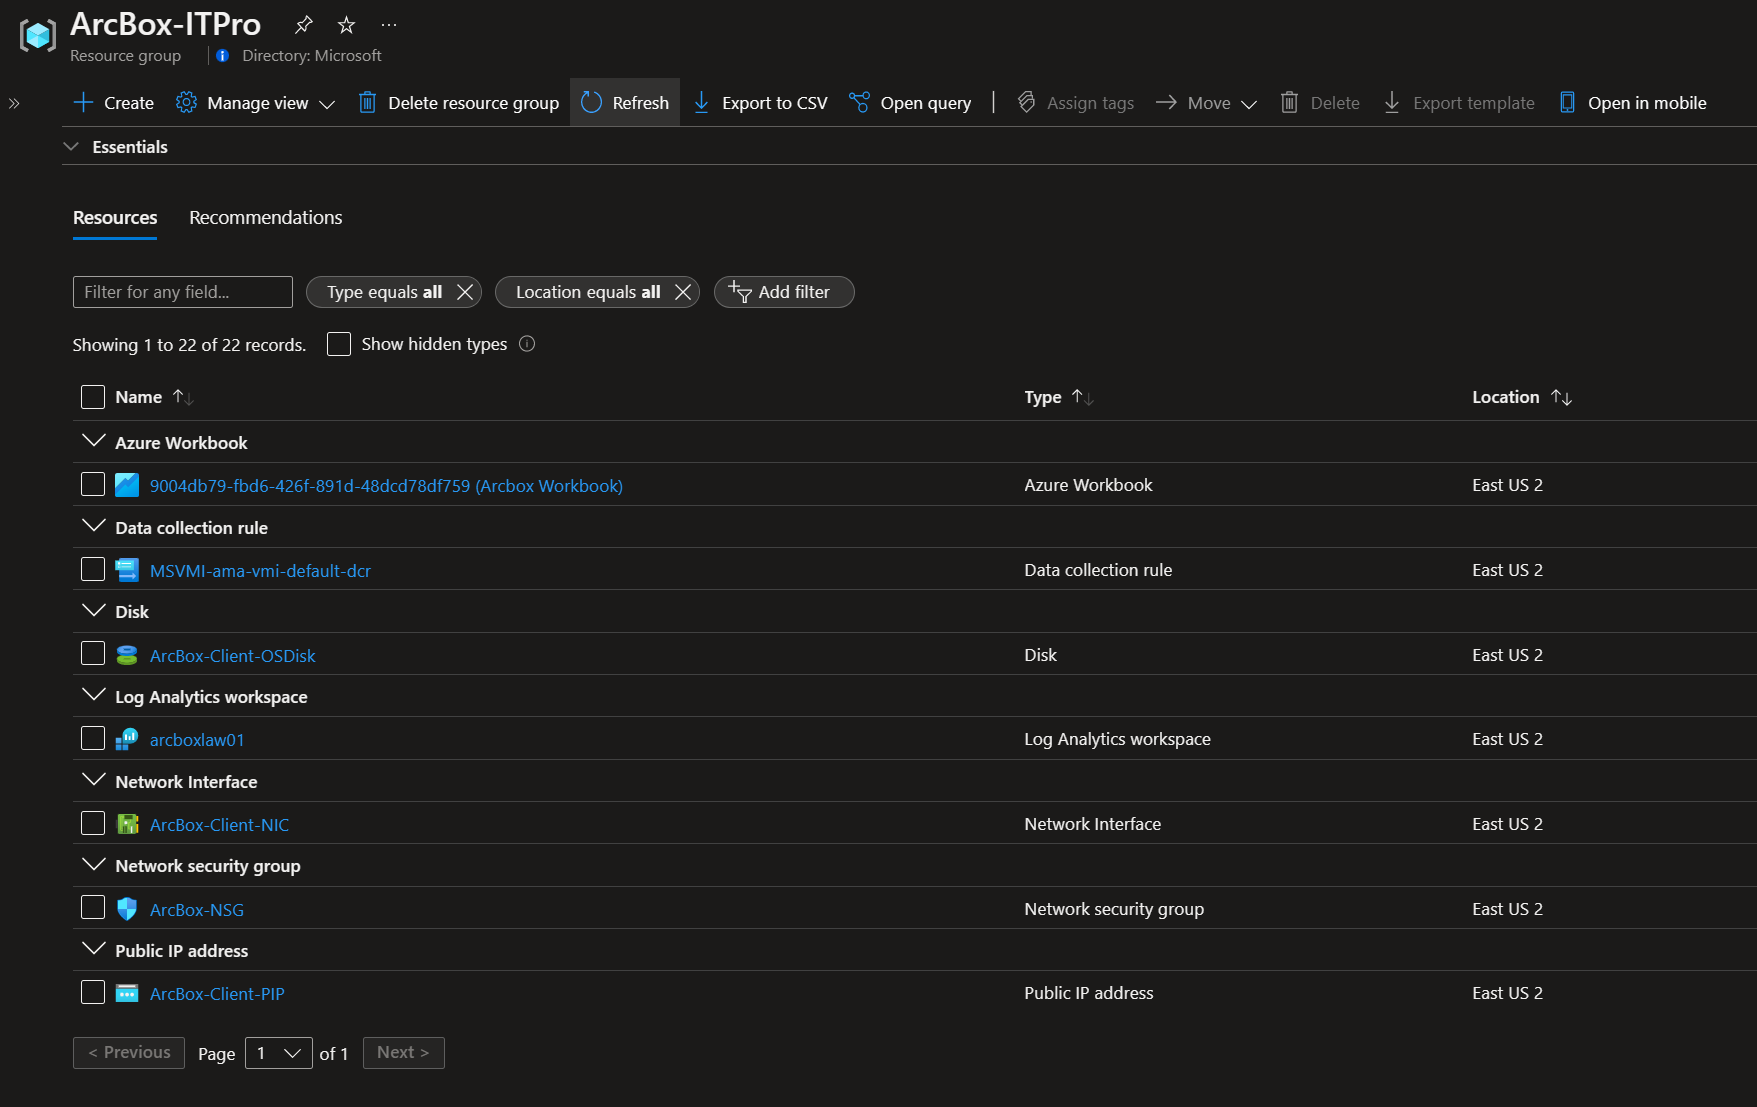 ArcBox-ITPro
Resource group
Directory: Microsoft
Create Manage view Delete resource group Refresh Export to CSV Open query Assign tags Move Delete Export template Open in mobile
Essentials
Resources Recommendations
Filter for any field... Type equals all Location equals all Add filter
Showing 1 to 22 of 22 records. Show hidden types
Name Type Location
Azure Workbook
9004db79-fbd6-426f-891d-48dcd78df759 (Arcbox Workbook) Azure Workbook East US 2
Data collection rule
MSVMI-ama-vmi-default-dcr Data collection rule East US 2
Disk
ArcBox-Client-OSDisk Disk East US 2
Log Analytics workspace
arcboxlaw01 Log Analytics workspace East US 2
Network Interface
ArcBox-Client-NIC Network Interface East US 2
Network security group
ArcBox-NSG Network security group East US 2
Public IP address
ArcBox-Client-PIP Public IP address East US 2
< Previous Page 1 of 1 Next >